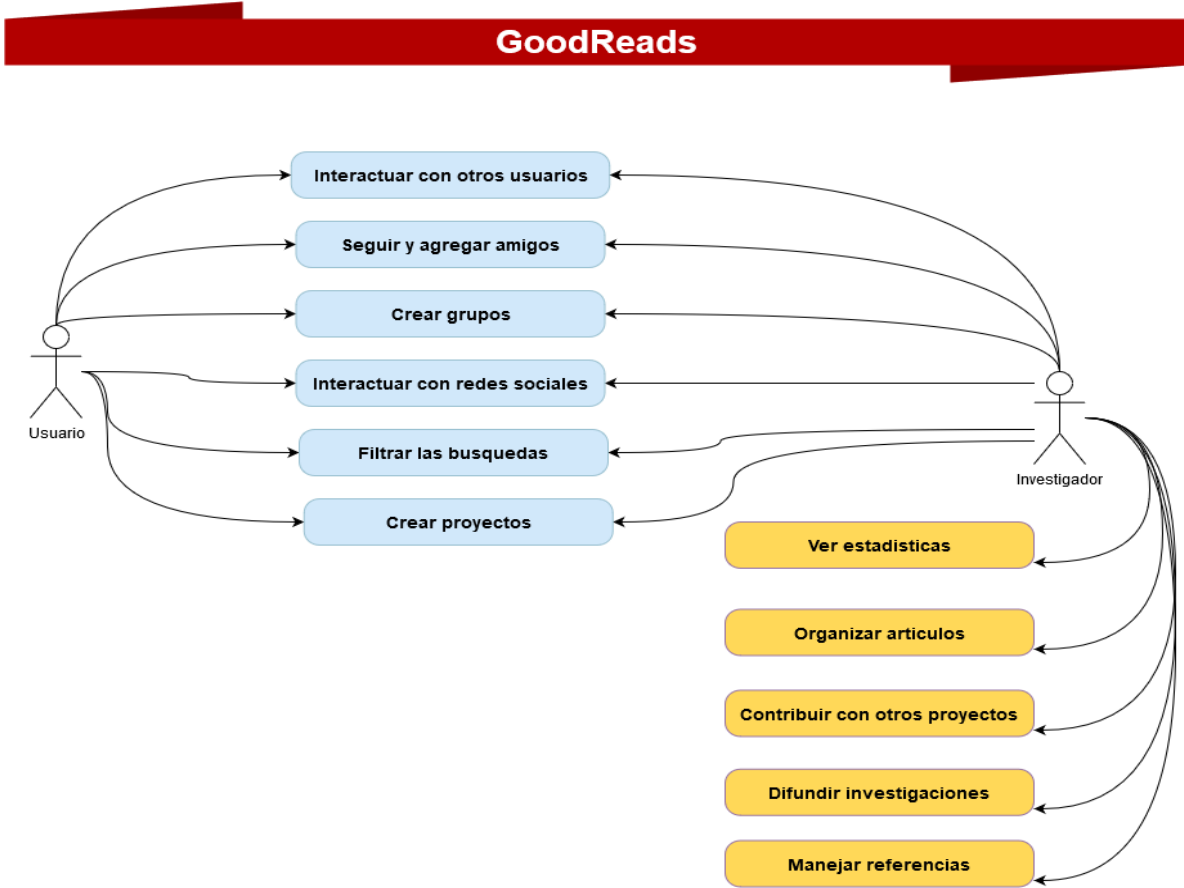 GoodReads
Interactuar con otros usuarios
Seguir y agregar amigos
Crear grupos
Interactuar con redes sociales
Usuario
Filtrar las busquedas
Investigador
Crear proyectos
Ver estadisticas
Organizar articulos
Contribuir con otros proyectos
Difundir investigaciones
Manejar referencias